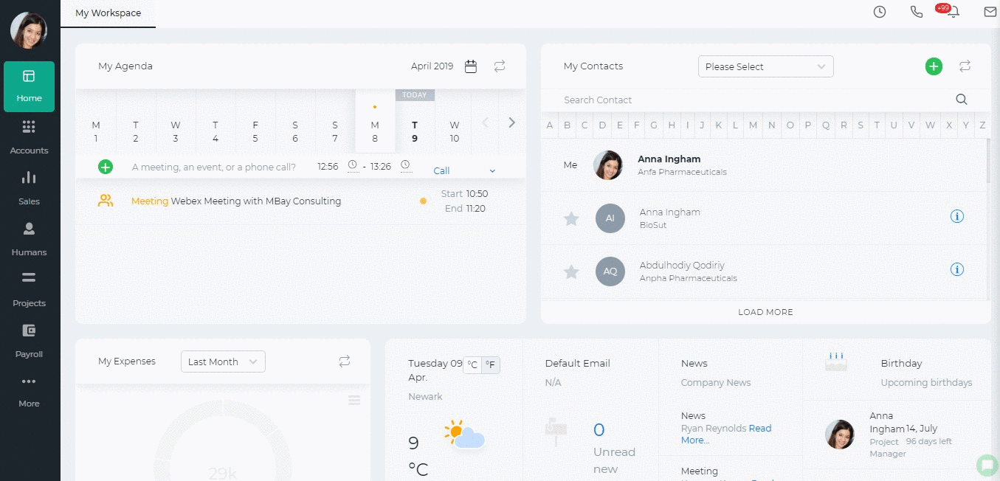 My Workspace
+99
Home
Accounts
Sales
Humans
Projects
Payroll
More
My Agenda
April 2019
TODAY
M T W T F S S M T W
1 2 3 4 5 6 7 8 9 10
A meeting, an event, or a phone call? 12:56 - 13:26 Call
Meeting Webex Meeting with MBay Consulting
Start 10:50
End 11:20
My Contacts
Please Select
Search Contact
A B C D E F G H I J K L M N O P Q R S T U V W X Y Z
Me
Anna Ingham
Anfa Pharmaceuticals
AI
Anna Ingham
BioSut
AQ
Abdulhodiy Qodiriy
Anpha Pharmaceuticals
LOAD MORE
My Expenses
Last Month
29k
Tuesday 09
Apr.
°C °F
Newark
9
°C
Default Email
N/A
0
Unread
new
News
Company News
News
Ryan Reynolds Read
More...
Meeting
Birthday
Upcoming birthdays
Anna
Ingham 14, July
Project 96 days left
Manager